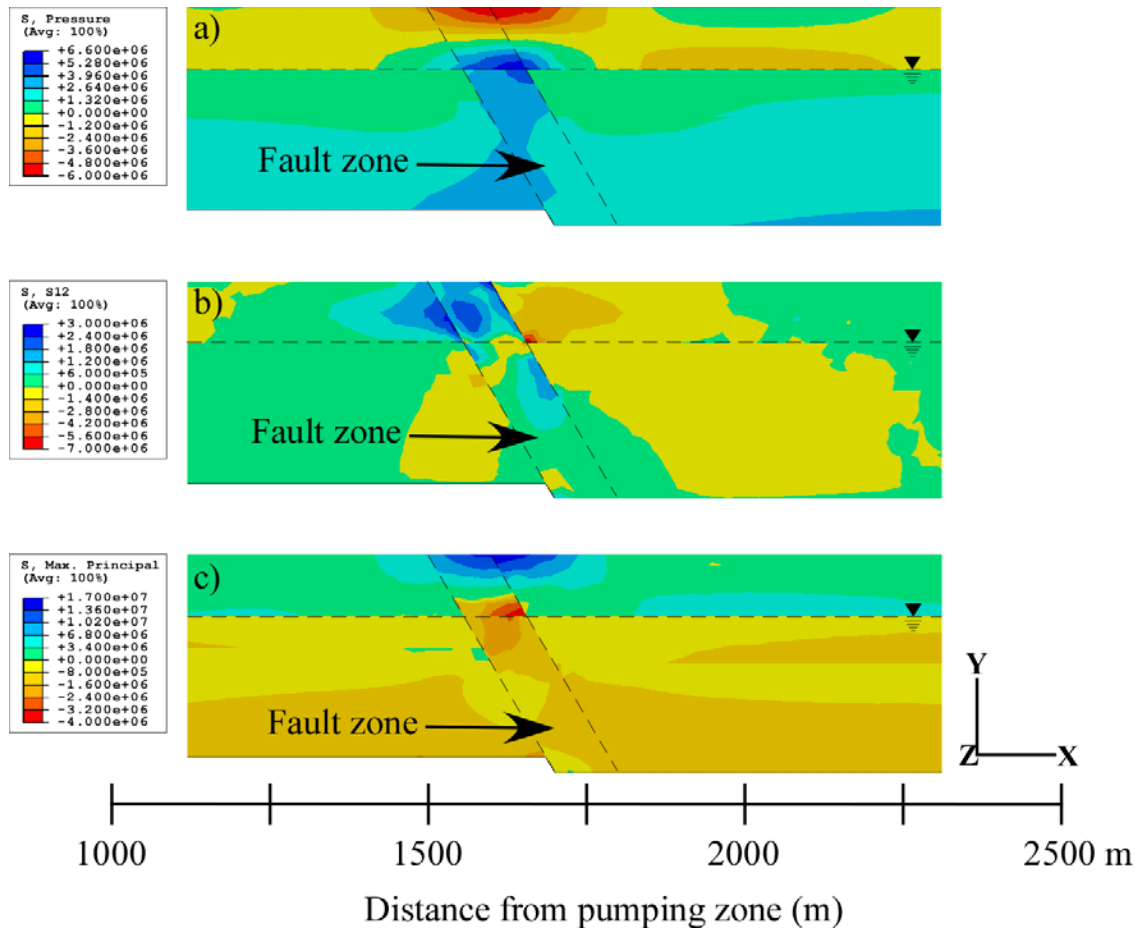 S, Pressure
(Avg: 100%)
+6.600e+06
+5.280e+06
+3.960e+06
+2.640e+06
+1.320e+06
+0.000e+00
-1.200e+06
-2.400e+06
-3.600e+06
-4.800e+06
-6.000e+06
a)
Fault zone
S, S12
(Avg: 100%)
+3.000e+06
+2.400e+06
+1.800e+06
+1.200e+06
+6.000e+05
+0.000e+00
-1.400e+06
-2.800e+06
-4.200e+06
-5.600e+06
-7.000e+06
b)
Fault zone
S, Max. Principal
(Avg: 100%)
+1.700e+07
+1.360e+07
+1.020e+07
+6.800e+06
+3.400e+06
+0.000e+00
-8.000e+05
-1.600e+06
-2.400e+06
-3.200e+06
-4.000e+06
c)
Fault zone
Y
Z X
1000 1500 2000 2500 m
Distance from pumping zone (m)